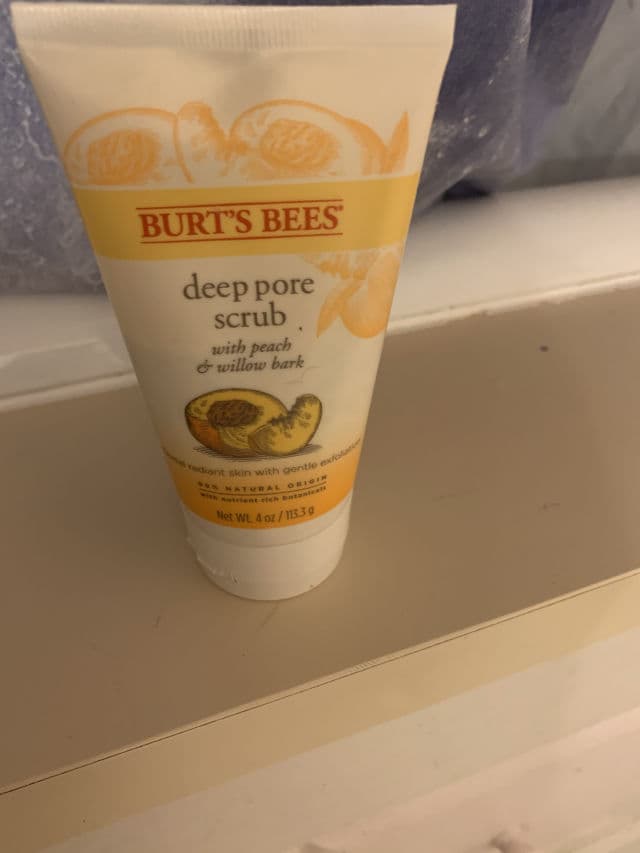 BURT'S BEES®
deep pore
scrub
with peach
& willow bark
radiant skin with gentle exfoliation
NATURAL ORIGIN
with nutrient rich botanicals
Net Wt. 4 oz / 113.3 g